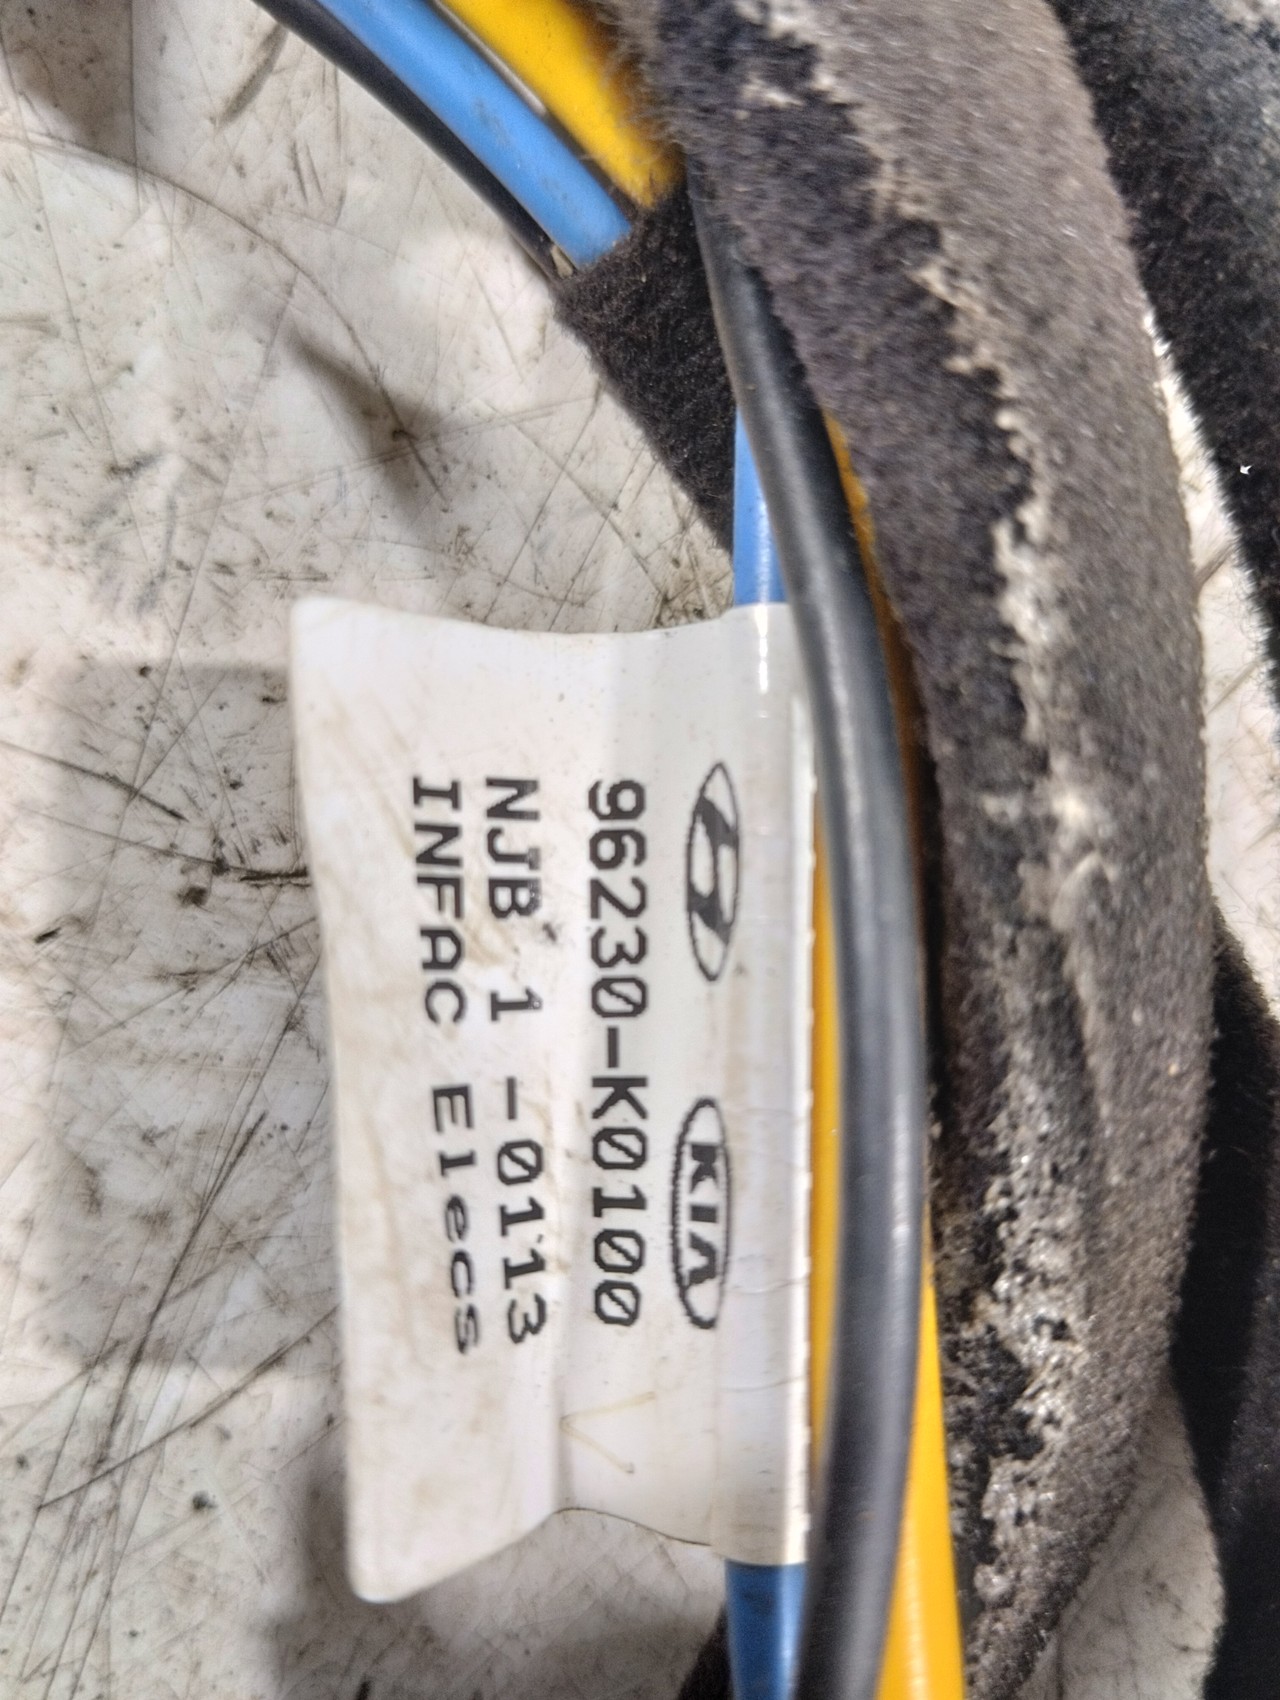 KIA
96230-K0100
NJB 1 -0113
INFAC Elecs